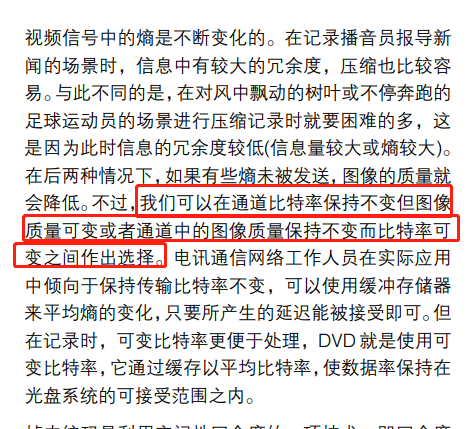 视频信号中的熵是不断变化的。在记录播音员报导新
闻的场景时，信息中有较大的冗余度，压缩也比较容
易。与此不同的是，在对风中飘动的树叶或不停奔跑的
足球运动员的场景进行压缩记录时就要困难的多，这
是因为此时信息的冗余度较低(信息量较大或熵较大)。
在后两种情况下，如果有些熵未被发送，图像的质量就
会降低。不过，我们可以在通道比特率保持不变但图像
质量可变或者通道中的图像质量保持不变而比特率可
变之间作出选择。电讯通信网络工作人员在实际应用
中倾向于保持传输比特率不变，可以使用缓冲存储器
来平均熵的变化，只要所产生的延迟能被接受即可。但
在记录时，可变比特率更便于处理，DVD就是使用可
变比特率，它通过缓存以平均比特率，使数据率保持在
光盘系统的可接受范围之内。